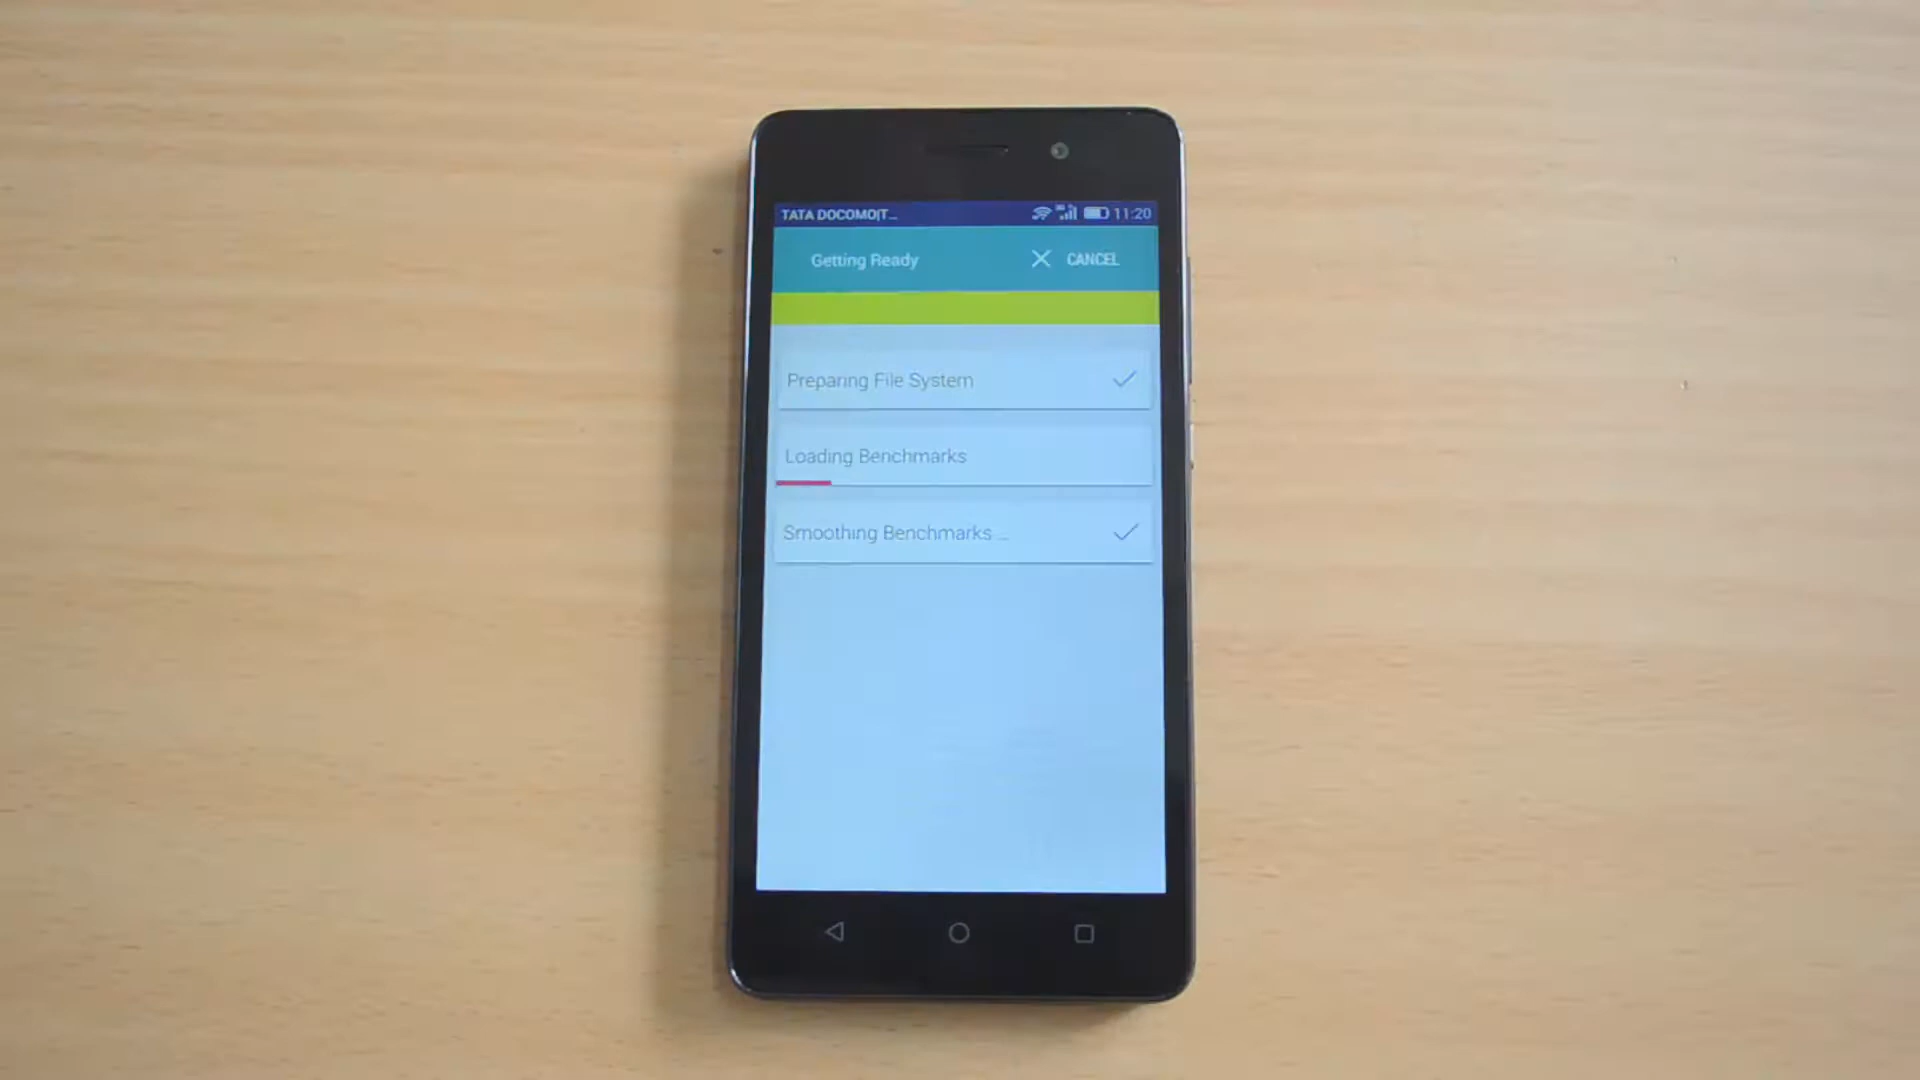 TATA DOCOMO|T... 11:20
Getting Ready CANCEL
Preparing File System
Loading Benchmarks
Smoothing Benchmarks ...